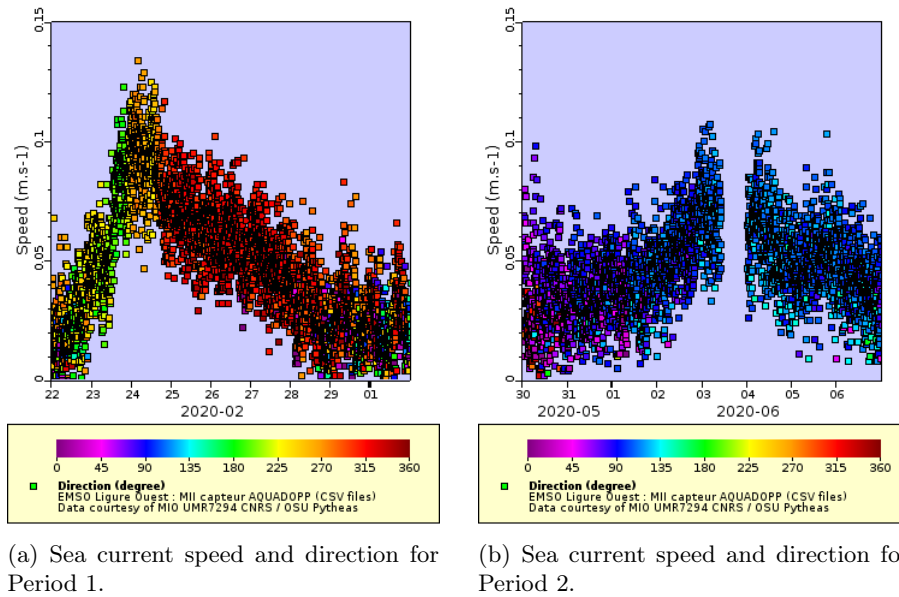 0.15
0.1
0.05
0
Speed (m.s-1)
22 23 24 25 26 27 28 29 01
2020-02
0 45 90 135 180 225 270 315 360
Direction (degree)
EMSO Ligure Ouest : MII capteur AQUADOPP (CSV files)
Data courtesy of MIO UMR7294 CNRS / OSU Pytheas
(a) Sea current speed and direction for
Period 1.
0.15
0.1
0.05
0
Speed (m.s-1)
30 31 01 02 03 04 05 06
2020-05 2020-06
0 45 90 135 180 225 270 315 360
Direction (degree)
EMSO Ligure Ouest : MII capteur AQUADOPP (CSV files)
Data courtesy of MIO UMR7294 CNRS / OSU Pytheas
(b) Sea current speed and direction fo
Period 2.